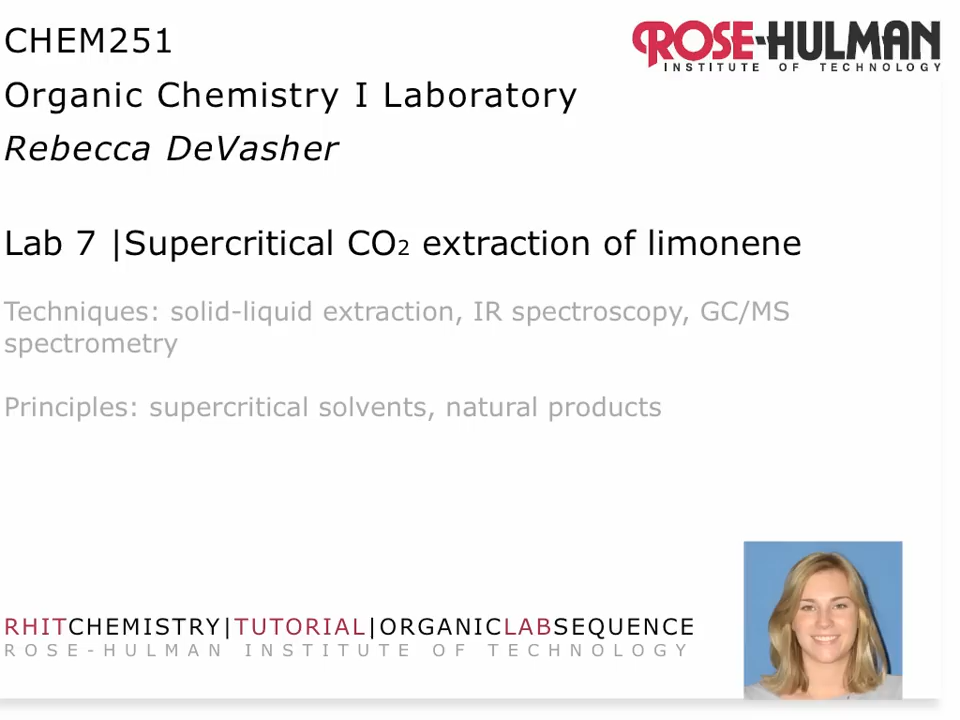 CHEM251
ROSE-HULMAN
INSTITUTE OF TECHNOLOGY
Organic Chemistry I Laboratory
Rebecca DeVasher
Lab 7 |Supercritical CO2 extraction of limonene
Techniques: solid-liquid extraction, IR spectroscopy, GC/MS
spectrometry
Principles: supercritical solvents, natural products
RHITCHEMISTRY|TUTORIAL|ORGANICLABSEQUENCE
ROSE-HULMAN INSTITUTE OF TECHNOLOGY